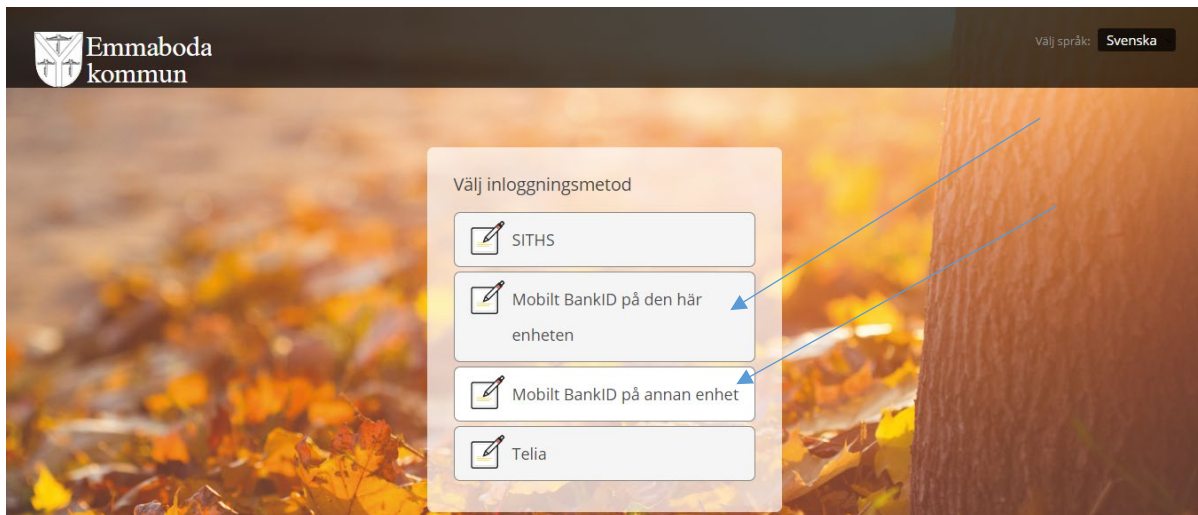 Emmaboda
kommun
Välj språk: Svenska
Välj inloggningsmetod
SITHS
Mobilt BankID på den här
enheten
Mobilt BankID på annan enhet
Telia